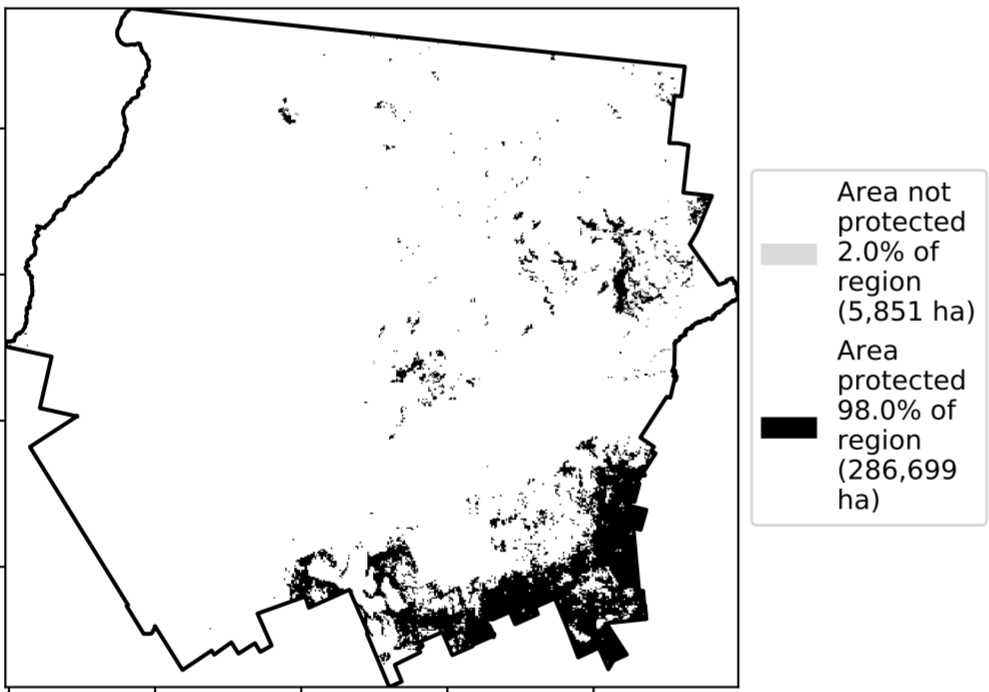 Area not
protected
2.0% of
region
(5,851 ha)
Area
protected
98.0% of
region
(286,699
ha)